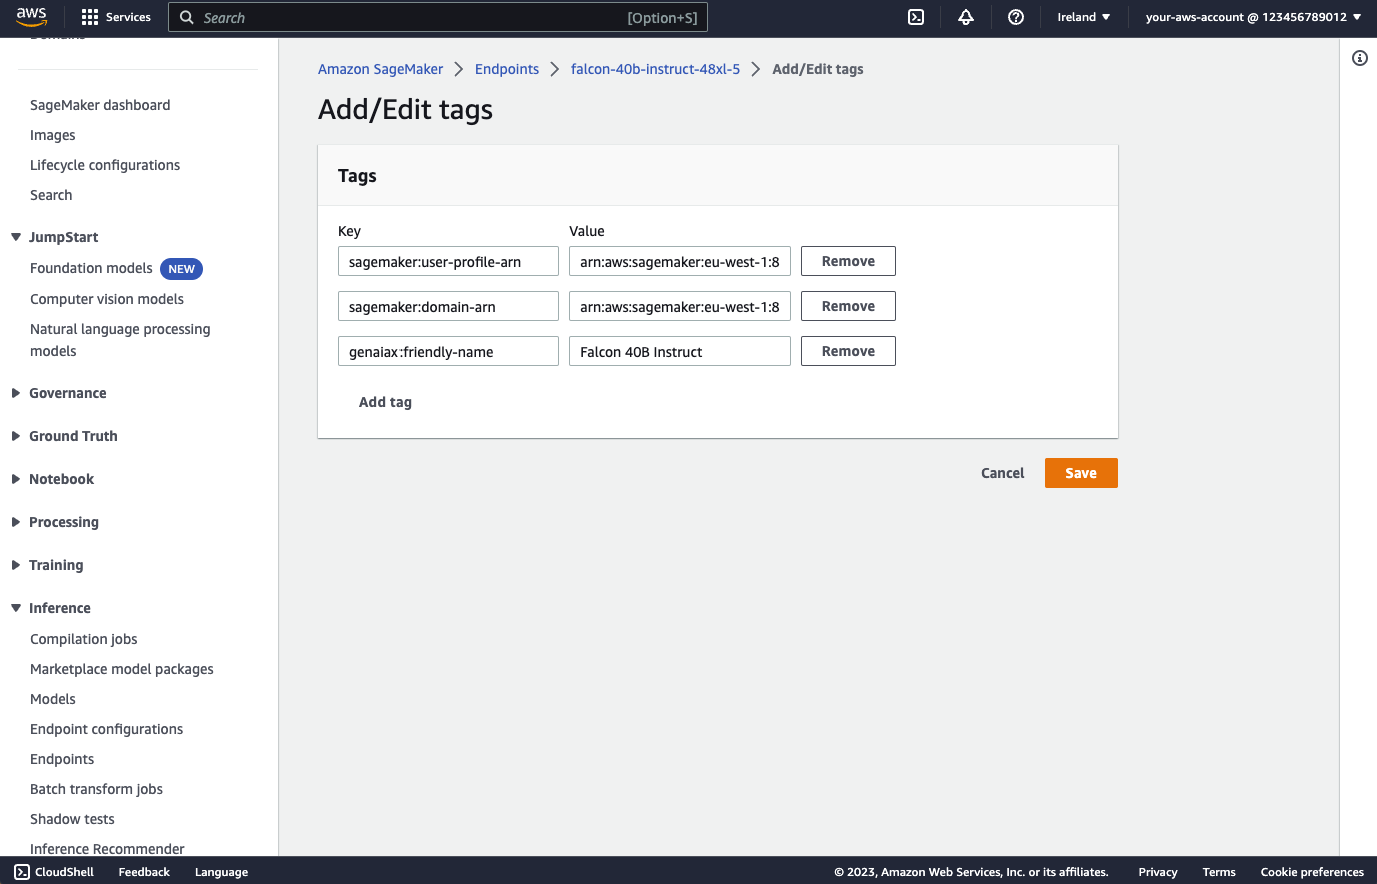 aws
Services
Search
[Option+S]
Ireland
your-aws-account @ 123456789012
Domains
SageMaker dashboard
Images
Lifecycle configurations
Search
JumpStart
Foundation models NEW
Computer vision models
Natural language processing
models
Governance
Ground Truth
Notebook
Processing
Training
Inference
Compilation jobs
Marketplace model packages
Models
Endpoint configurations
Endpoints
Batch transform jobs
Shadow tests
Inference Recommender
Amazon SageMaker > Endpoints > falcon-40b-instruct-48xl-5 > Add/Edit tags
Add/Edit tags
Tags
Key Value
sagemaker:user-profile-arn arn:aws:sagemaker:eu-west-1:8 Remove
sagemaker:domain-arn arn:aws:sagemaker:eu-west-1:8 Remove
genaiax:friendly-name Falcon 40B Instruct Remove
Add tag
Cancel Save
CloudShell Feedback Language © 2023, Amazon Web Services, Inc. or its affiliates. Privacy Terms Cookie preferences